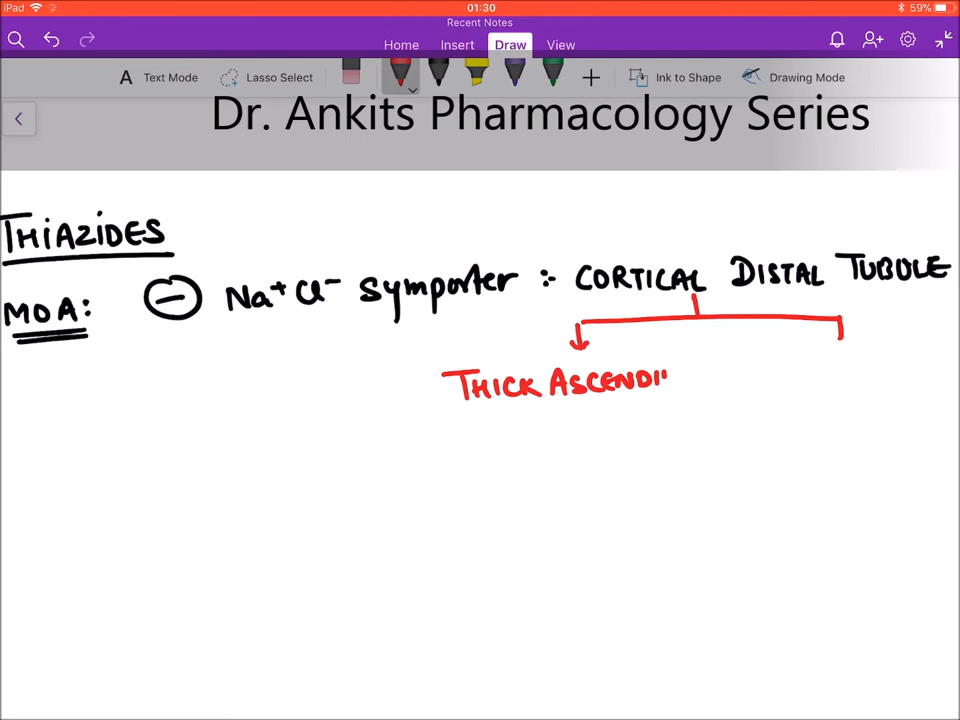 iPad 01:30 59%
Recent Notes
Home Insert Draw View
A Text Mode Lasso Select Ink to Shape Drawing Mode
Dr. Ankits Pharmacology Series
THIAZIDES
MOA: Na+ Cl- Symporter :- CORTICAL DISTAL TUBULE
THICK ASCENDI